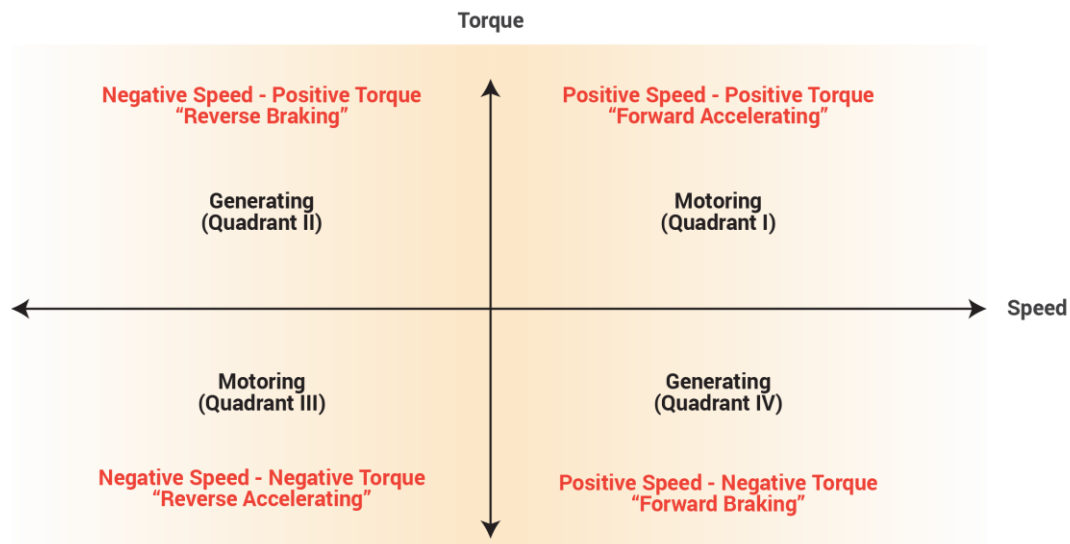 Torque
Negative Speed - Positive Torque
“Reverse Braking”
Positive Speed - Positive Torque
“Forward Accelerating”
Generating
(Quadrant II)
Motoring
(Quadrant I)
Speed
Motoring
(Quadrant III)
Generating
(Quadrant IV)
Negative Speed - Negative Torque
“Reverse Accelerating”
Positive Speed - Negative Torque
“Forward Braking”